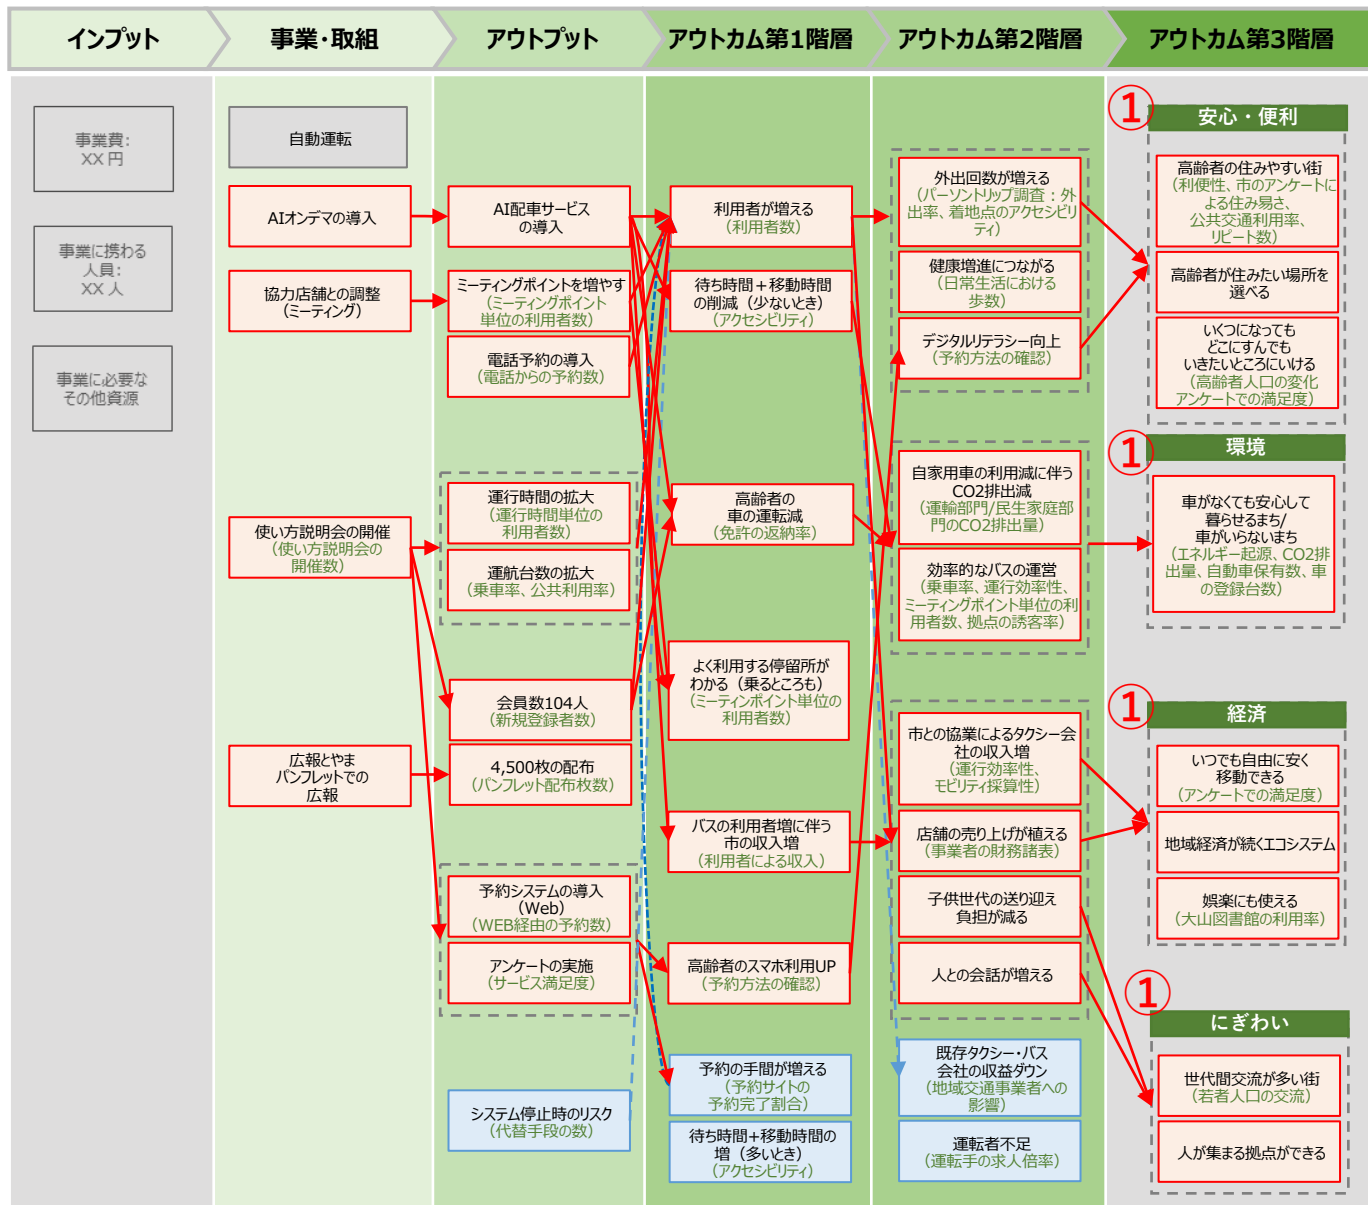 インプット
事業・取組
アウトプット
アウトカム第1階層
アウトカム第2階層
アウトカム第3階層
事業費：
XX 円
事業に携わる
人員：
XX 人
事業に必要な
その他資源
自動運転
AIオンデマの導入
協力店舗との調整
（ミーティング）
使い方説明会の開催
（使い方説明会の
開催数）
広報とやま
パンフレットでの
広報
AI配車サービス
の導入
ミーティングポイントを増やす
（ミーティングポイント
単位の利用者数）
電話予約の導入
（電話からの予約数）
運行時間の拡大
（運行時間単位の
利用者数）
運航台数の拡大
（乗車率、公共利用率）
会員数104人
（新規登録者数）
4,500枚の配布
（パンフレット配布枚数）
予約システムの導入
（Web）
（WEB経由の予約数）
アンケートの実施
（サービス満足度）
システム停止時のリスク
（代替手段の数）
利用者が増える
（利用者数）
待ち時間＋移動時間
の削減（少ないとき）
（アクセシビリティ）
高齢者の
車の運転減
（免許の返納率）
よく利用する停留所が
わかる（乗るところも）
（ミーティンポイント単位の
利用者数）
バスの利用者増に伴う
市の収入増
（利用者による収入）
高齢者のスマホ利用UP
（予約方法の確認）
予約の手間が増える
（予約サイトの
予約完了割合）
待ち時間+移動時間の
増（多いとき）
（アクセシビリティ）
外出回数が増える
（パーソントリップ調査：外
出率、着地点のアクセシビリ
ティ）
健康増進につながる
（日常生活における
歩数）
デジタルリテラシー向上
（予約方法の確認）
自家用車の利用減に伴う
CO2排出減
（運輸部門/民生家庭部
門のCO2排出量）
効率的なバスの運営
（乗車率、運行効率性、
ミーティングポイント単位の利
用者数、拠点の誘客率）
市との協業によるタクシー会
社の収入増
（運行効率性、
モビリティ採算性）
店舗の売り上げが植える
（事業者の財務諸表）
子供世代の送り迎え
負担が減る
人との会話が増える
既存タクシー・バス
会社の収益ダウン
（地域交通事業者への
影響）
運転者不足
（運転手の求人倍率）
①
安心・便利
高齢者の住みやすい街
（利便性、市のアンケートに
よる住み易さ、
公共交通利用率、
リピート数）
高齢者が住みたい場所を
選べる
いくつになっても
どこにすんでも
いきたいところにいける
（高齢者人口の変化
アンケートでの満足度）
①
環境
車がなくても安心して
暮らせるまち/
車がいらないまち
（エネルギー起源、CO2排
出量、自動車保有数、車
の登録台数）
①
経済
いつでも自由に安く
移動できる
（アンケートでの満足度）
地域経済が続くエコシステム
娯楽にも使える
（大山図書館の利用率）
①
にぎわい
世代間交流が多い街
（若者人口の交流）
人が集まる拠点ができる